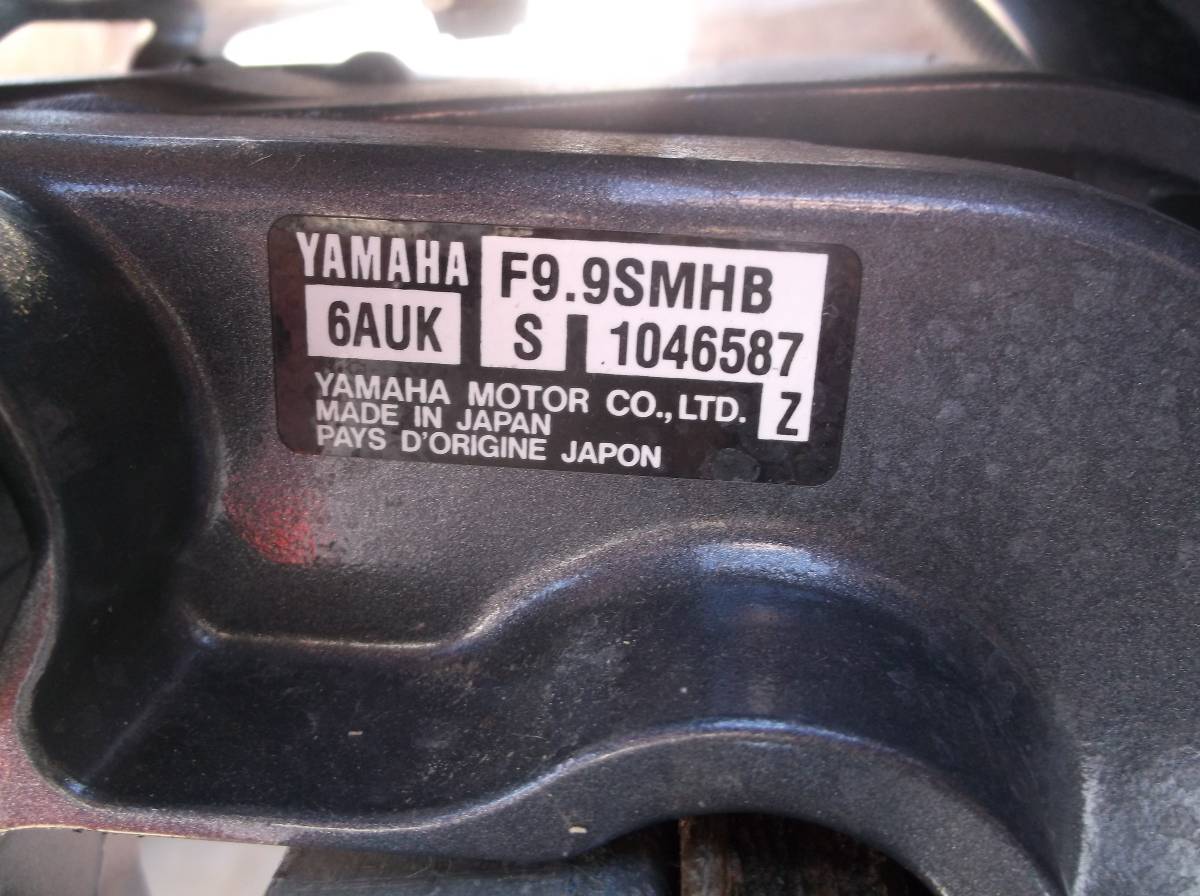 YAMAHA F9.9SMHB
6AUK S 1046587
YAMAHA MOTOR CO.,LTD. Z
MADE IN JAPAN
PAYS D'ORIGINE JAPON